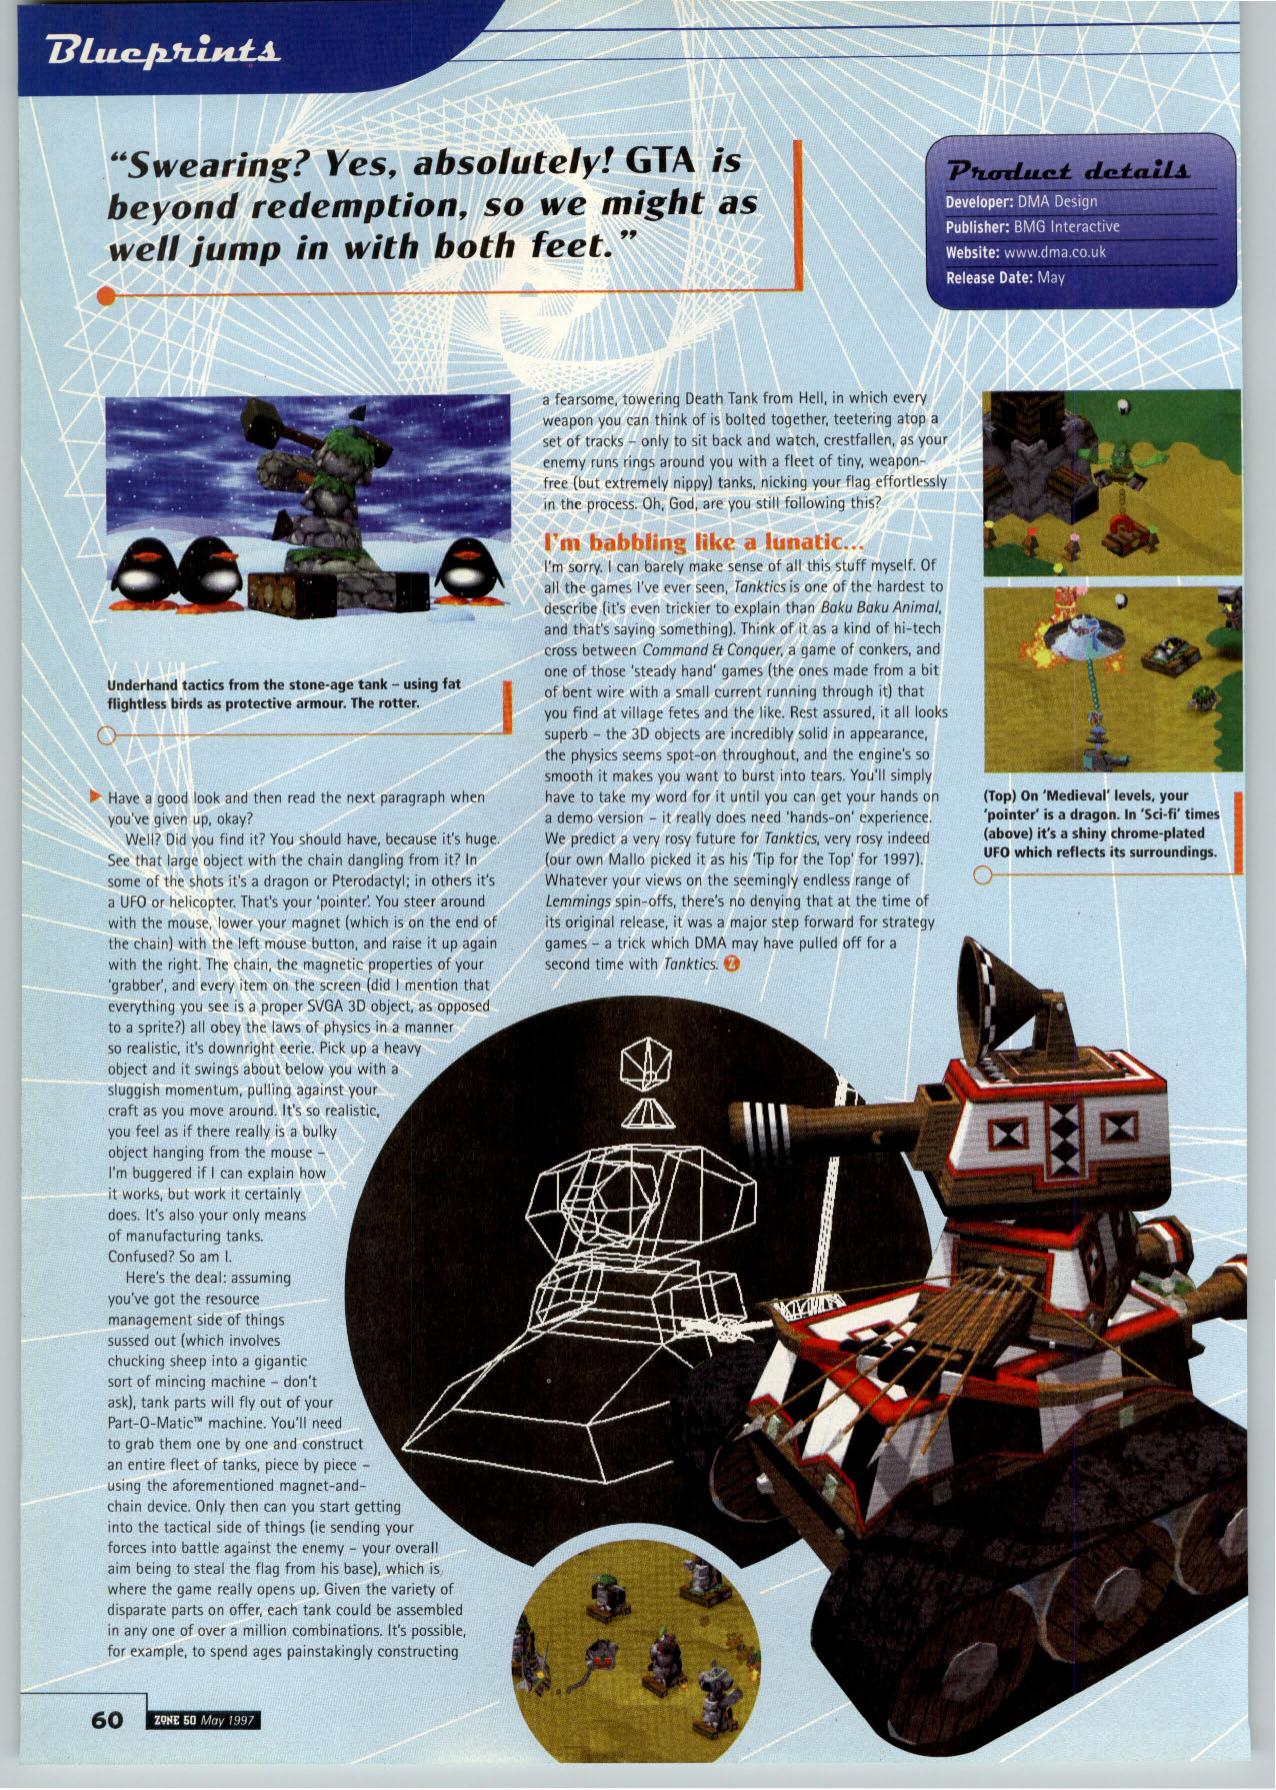 Blueprints
"Swearing? Yes, absolutely! GTA is
beyond redemption, so we might as
well jump in with both feet."
Product details
Developer: DMA Design
Publisher: BMG Interactive
Website: www.dma.co.uk
Release Date: May
Underhand tactics from the stone-age tank – using fat
flightless birds as protective armour. The rotter.
Have a good look and then read the next paragraph when
you've given up, okay?
Well? Did you find it? You should have, because it's huge.
See that large object with the chain dangling from it? In
some of the shots it's a dragon or Pterodactyl; in others it's
a UFO or helicopter. That's your 'pointer'. You steer around
with the mouse, lower your magnet (which is on the end of
the chain) with the left mouse button, and raise it up again
with the right. The chain, the magnetic properties of your
'grabber', and every item on the screen (did I mention that
everything you see is a proper SVGA 3D object, as opposed
to a sprite?) all obey the laws of physics in a manner
so realistic, it's downright eerie. Pick up a heavy
object and it swings about below you with a
sluggish momentum, pulling against your
craft as you move around. It's so realistic,
you feel as if there really is a bulky
object hanging from the mouse –
I'm buggered if I can explain how
it works, but work it certainly
does. It's also your only means
of manufacturing tanks.
Confused? So am I.
Here's the deal: assuming
you've got the resource
management side of things
sussed out (which involves
chucking sheep into a gigantic
sort of mincing machine – don't
ask), tank parts will fly out of your
Part-O-Matic™ machine. You'll need
to grab them one by one and construct
an entire fleet of tanks, piece by piece –
using the aforementioned magnet-and-
chain device. Only then can you start getting
into the tactical side of things (ie sending your
forces into battle against the enemy – your overall
aim being to steal the flag from his base), which is
where the game really opens up. Given the variety of
disparate parts on offer, each tank could be assembled
in any one of over a million combinations. It's possible,
for example, to spend ages painstakingly constructing
a fearsome, towering Death Tank from Hell, in which every
weapon you can think of is bolted together, teetering atop a
set of tracks – only to sit back and watch, crestfallen, as your
enemy runs rings around you with a fleet of tiny, weapon-
free (but extremely nippy) tanks, nicking your flag effortlessly
in the process. Oh, God, are you still following this?
I'm babbling like a lunatic...
I'm sorry. I can barely make sense of all this stuff myself. Of
all the games I've ever seen, Tanktics is one of the hardest to
describe (it's even trickier to explain than Baku Baku Animal,
and that's saying something). Think of it as a kind of hi-tech
cross between Command & Conquer, a game of conkers, and
one of those 'steady hand' games (the ones made from a bit
of bent wire with a small current running through it) that
you find at village fetes and the like. Rest assured, it all looks
superb – the 3D objects are incredibly solid in appearance,
the physics seems spot-on throughout, and the engine's so
smooth it makes you want to burst into tears. You'll simply
have to take my word for it until you can get your hands on
a demo version – it really does need 'hands-on' experience.
We predict a very rosy future for Tanktics, very rosy indeed
(our own Mallo picked it as his 'Tip for the Top' for 1997).
Whatever your views on the seemingly endless range of
Lemmings spin-offs, there's no denying that at the time of
its original release, it was a major step forward for strategy
games – a trick which DMA may have pulled off for a
second time with Tanktics. Z
(Top) On 'Medieval' levels, your
'pointer' is a dragon. In 'Sci-fi' times
(above) it's a shiny chrome-plated
UFO which reflects its surroundings.
60 ZONE 50 May 1997